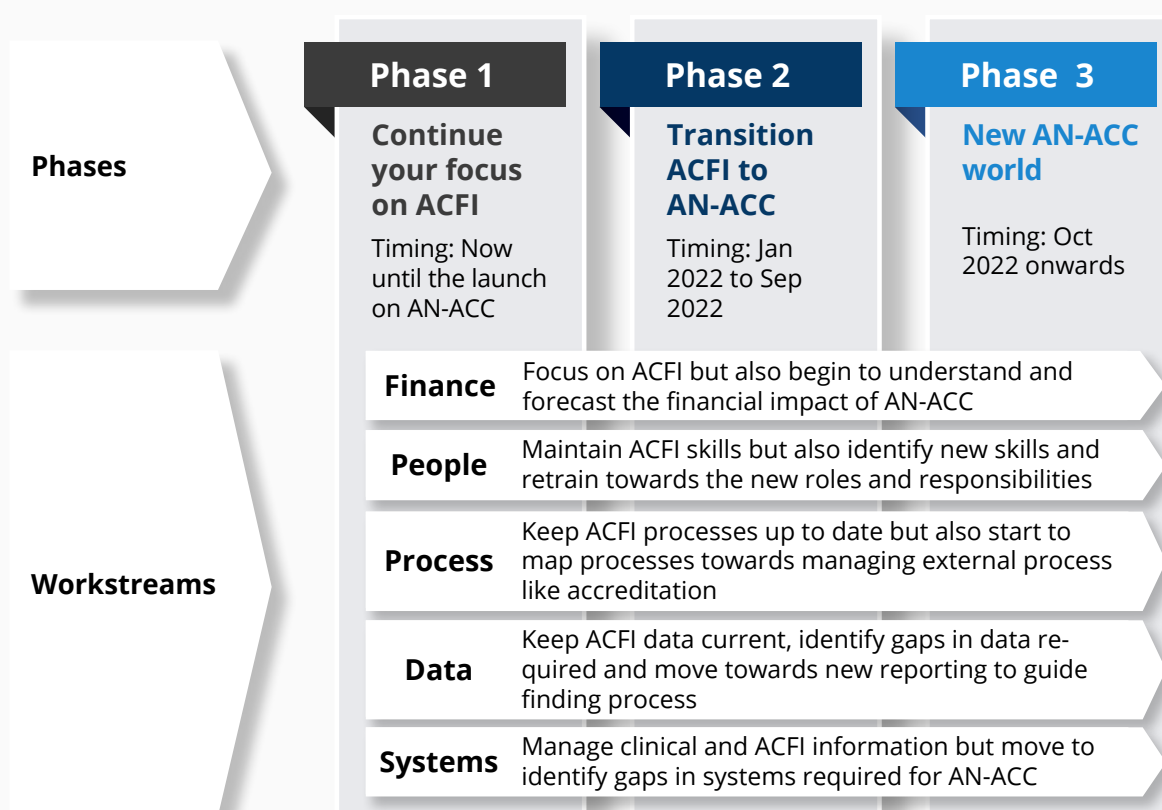 Phases
Phase 1
Continue
your focus
on ACFI
Timing: Now
until the launch
on AN-ACC
Phase 2
Transition
ACFI to
AN-ACC
Timing: Jan
2022 to Sep
2022
Phase 3
New AN-ACC
world
Timing: Oct
2022 onwards
Workstreams
Finance
Focus on ACFI but also begin to understand and
forecast the financial impact of AN-ACC
People
Maintain ACFI skills but also identify new skills and
retrain towards the new roles and responsibilities
Process
Keep ACFI processes up to date but also start to
map processes towards managing external process
like accreditation
Data
Keep ACFI data current, identify gaps in data re-
quired and move towards new reporting to guide
finding process
Systems
Manage clinical and ACFI information but move to
identify gaps in systems required for AN-ACC